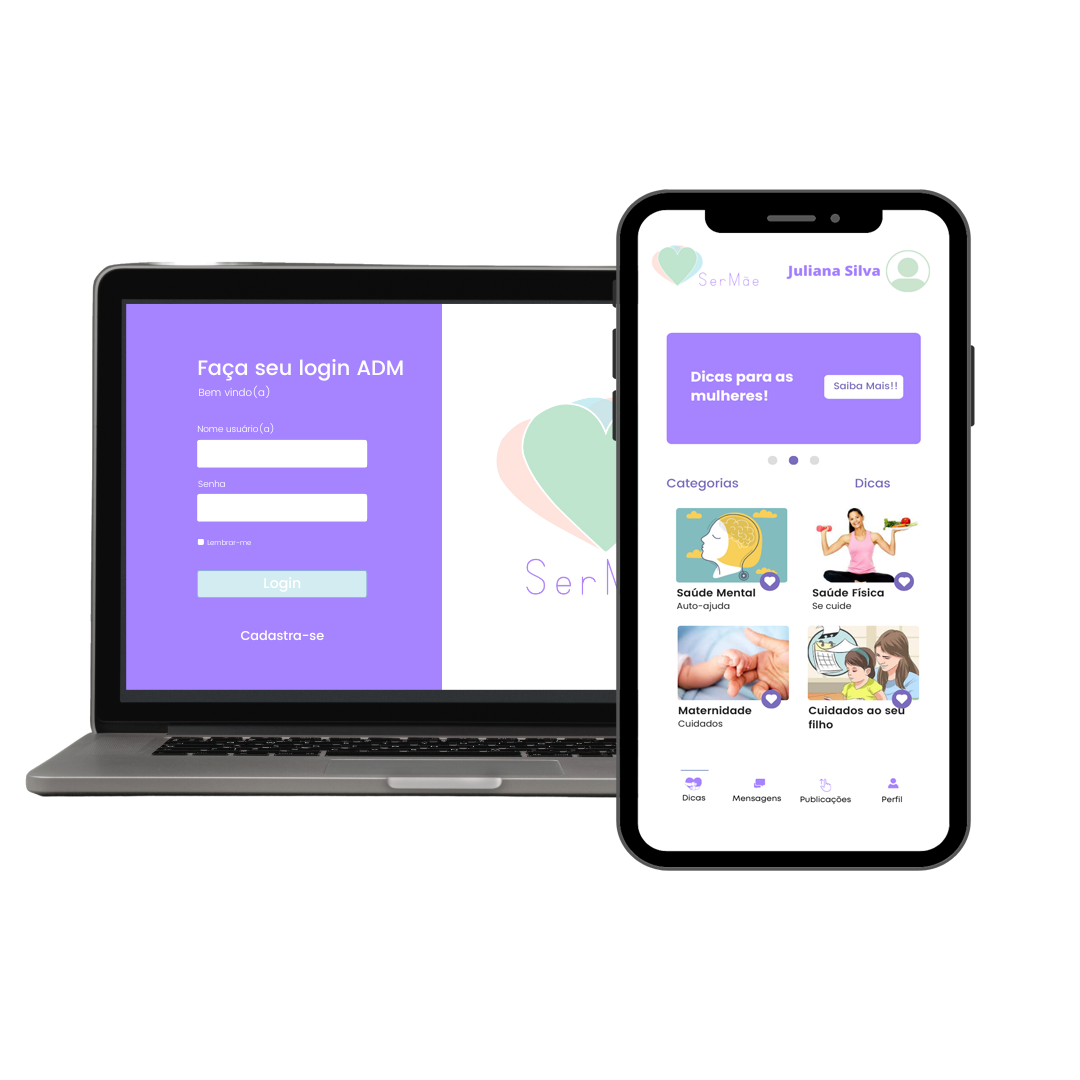 Faça seu login ADM
Bem vindo(a)
Nome usuário(a)
Senha
Lembrar-me
Login
Cadastra-se
Ser
SerMãe
Juliana Silva
Dicas para as
mulheres!
Saiba Mais!!
Categorias
Dicas
Saúde Mental
Auto-ajuda
Saúde Física
Se cuide
Maternidade
Cuidados
Cuidados ao seu
filho
Dicas
Mensagens
Publicações
Perfil